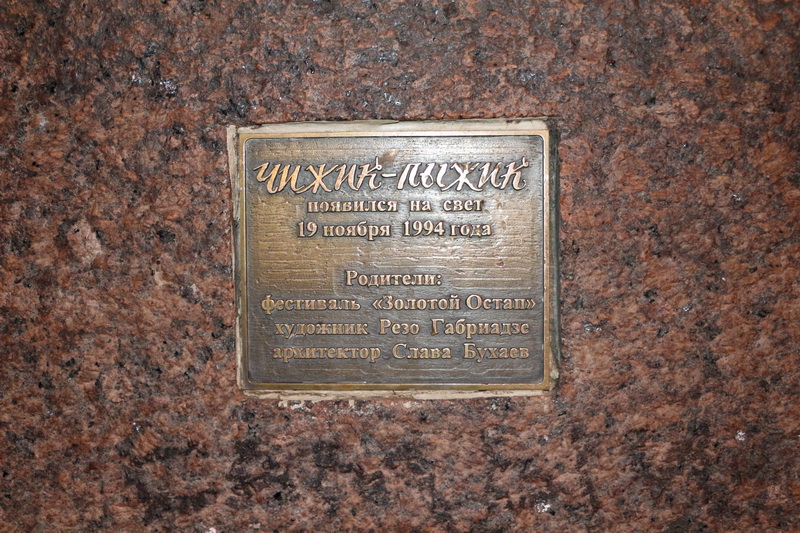 ЧИЖИК-ПЫЖИК
появился на свет
19 ноября 1994 года
Родители:
фестиваль «Золотой Остап»
художник Резо Габриадзе
архитектор Слава Бухаев